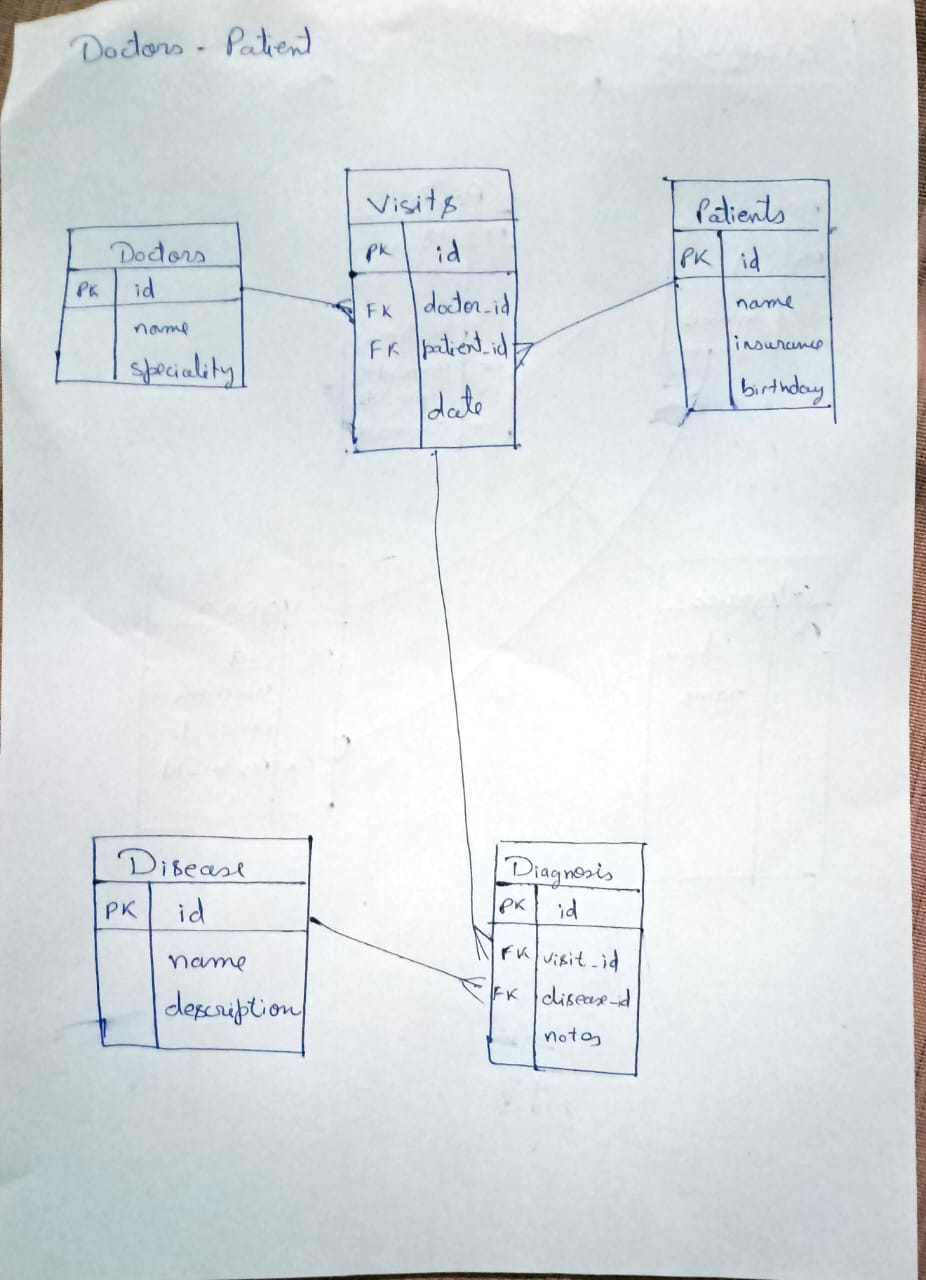 Doctors - Patient
Doctors
PK id
name
speciality
Visits
PK id
FK doctor_id
FK patient_id
date
Patients
PK id
name
insurance
birthday
Disease
PK id
name
description
Diagnosis
PK id
FK visit_id
FK disease_id
notes